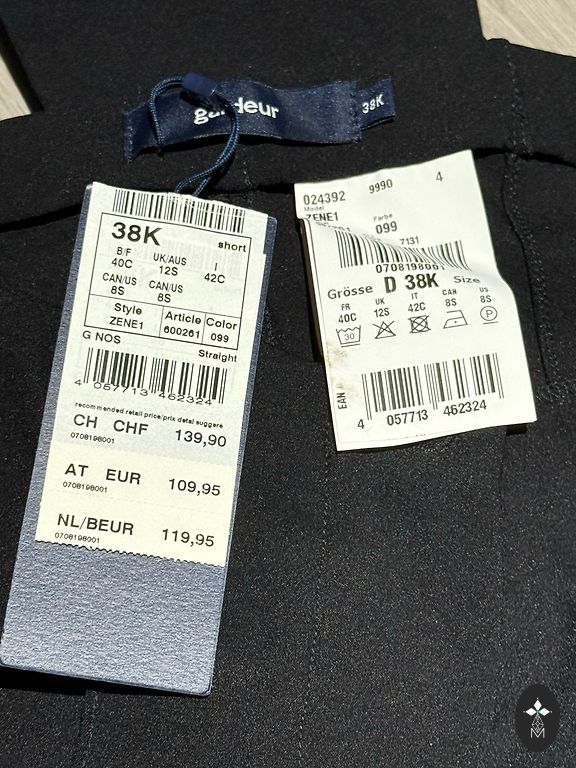 gardeur
38K
38K
short
B/F UK/AUS I
40C 12S 42C
CAN/US CAN/US
8S 8S
Style Article Color
ZENE1 600261 099
G NOS
Straight
4 057713 462324
recommended retail price/prix detail suggéré
CH CHF 139,90
0708198001
AT EUR 109,95
0708198001
NL/BEUR 119,95
0708198001
024392 9990 4
Model Farbe
ZENE1 099
7131
0708198001
Grösse D 38K Size
FR UK IT CAN US
40C 12S 42C 8S 8S
30 P
EAN
4 057713 462324
M